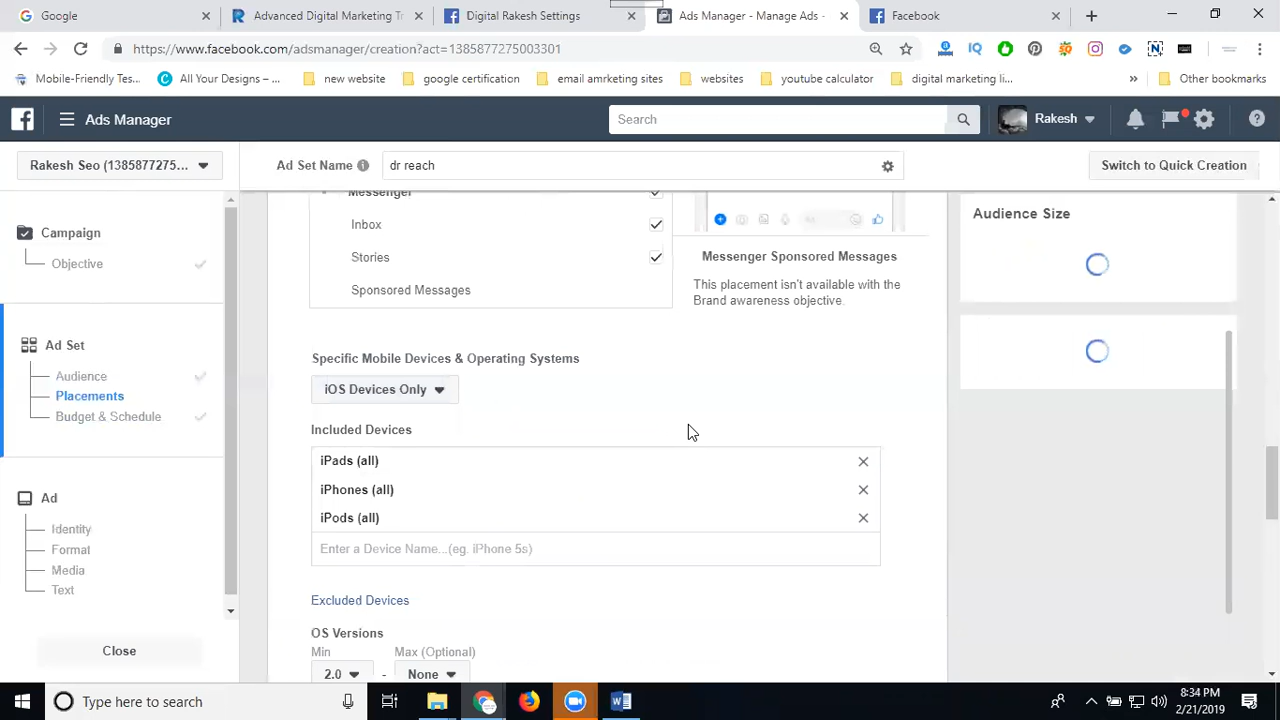 Google
Advanced Digital Marketing
Digital Rakesh Settings
Ads Manager - Manage Ads -
Facebook
https://www.facebook.com/adsmanager/creation?act=1385877275003301
Mobile-Friendly Tes...
All Your Designs – ...
new website
google certification
email amrketing sites
websites
youtube calculator
digital marketing li...
Other bookmarks
Ads Manager
Search
Rakesh
Rakesh Seo (1385877275...
Ad Set Name
dr reach
Switch to Quick Creation
Campaign
Objective
Ad Set
Audience
Placements
Budget & Schedule
Ad
Identity
Format
Media
Text
Close
Messenger
Inbox
Stories
Sponsored Messages
Messenger Sponsored Messages
This placement isn't available with the
Brand awareness objective.
Specific Mobile Devices & Operating Systems
iOS Devices Only
Included Devices
iPads (all)
iPhones (all)
iPods (all)
Enter a Device Name...(eg. iPhone 5s)
Excluded Devices
OS Versions
Min
Max (Optional)
2.0
-
None
Audience Size
Type here to search
8:34 PM
2/21/2019